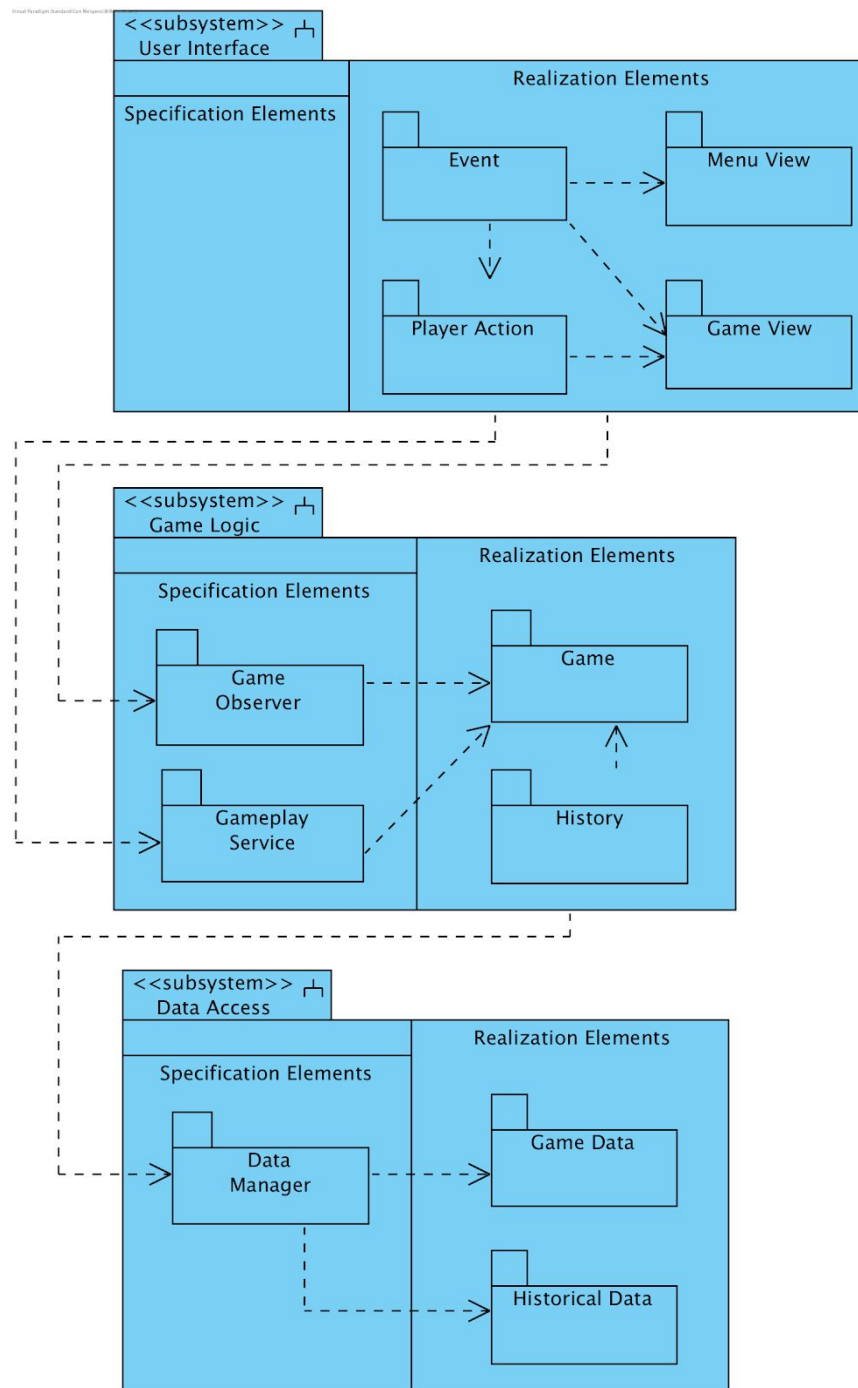 <<subsystem>>
User Interface
Realization Elements
Specification Elements
Event
Menu View
Player Action
Game View
<<subsystem>>
Game Logic
Realization Elements
Specification Elements
Game
Game
Observer
Gameplay
Service
History
<<subsystem>>
Data Access
Realization Elements
Specification Elements
Game Data
Data
Manager
Historical Data